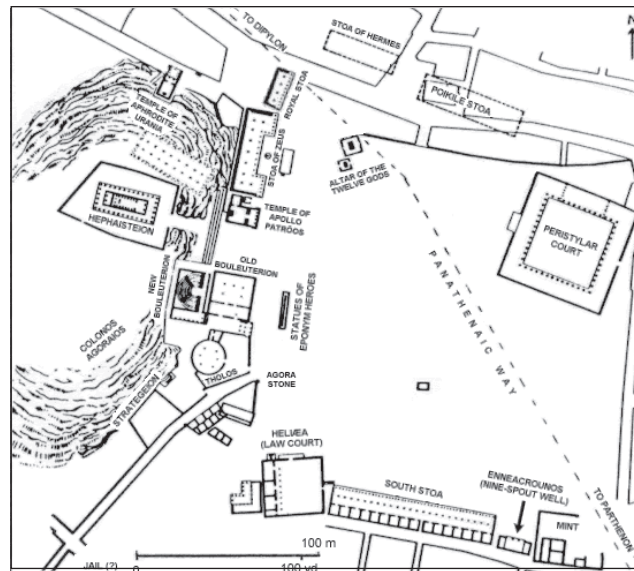 TO DIPYLON
STOA OF HERMES
N
ROYAL STOA
POIKILE STOA
TEMPLE OF
APHRODITE
URANIA
STOA OF ZEUS
ALTAR OF THE
TWELVE GODS
TEMPLE OF
APOLLO
PATRÓOS
HEPHAISTEION
PERISTYLAR
COURT
PANATHENAIC WAY
OLD
BOULEUTERION
NEW
BOULEUTERION
STATUES OF
EPONYM HEROES
COLONOS
AGORAIOS
THOLOS
AGORA
STONE
STRATEGEION
HELIÆA
(LAW COURT)
SOUTH STOA
ENNEACROUNOS
(NINE-SPOUT WELL)
MINT
TO PARTHENON
100 m
100 yd
JAIL (?)